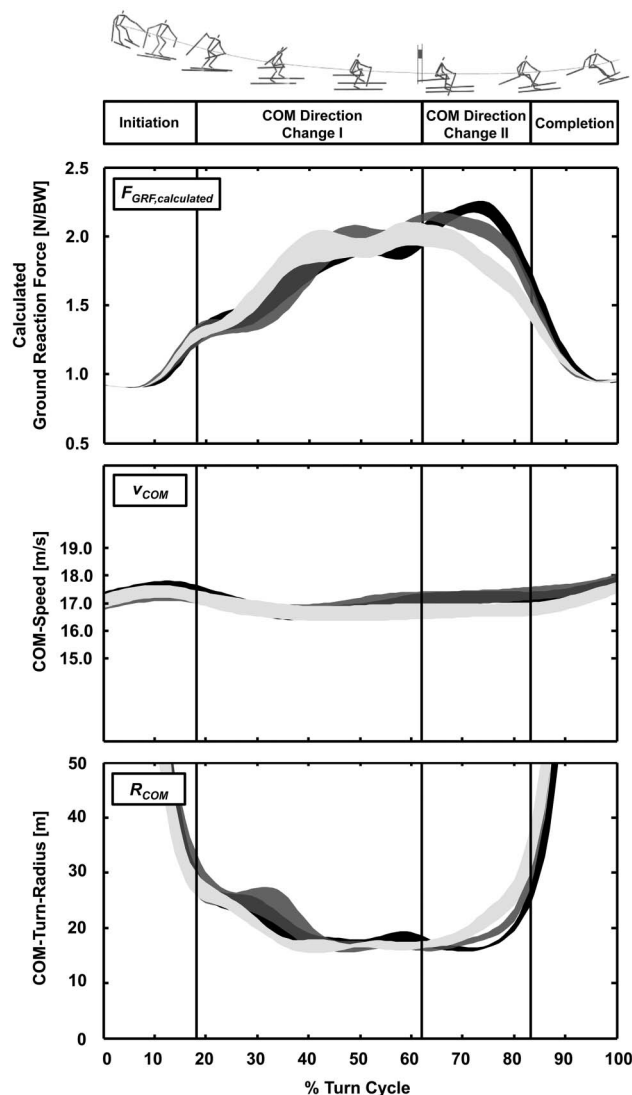 Initiation
COM Direction
Change I
COM Direction
Change II
Completion
F_GRF,calculated
Calculated
Ground Reaction Force [N/BW]
2.5
2.0
1.5
1.0
0.5
v_COM
COM-Speed [m/s]
19.0
18.0
17.0
16.0
15.0
R_COM
COM-Turn-Radius [m]
50
40
30
20
10
0
0 10 20 30 40 50 60 70 80 90 100
% Turn Cycle